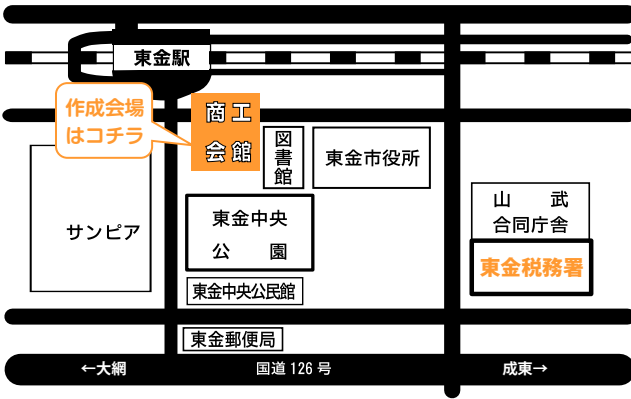 東金駅
作成会場
はコチラ
商工
会館
図書館
東金市役所
サンピア
東金中央
公園
山武
合同庁舎
東金税務署
東金中央公民館
東金郵便局
←大網
国道126号
成東→